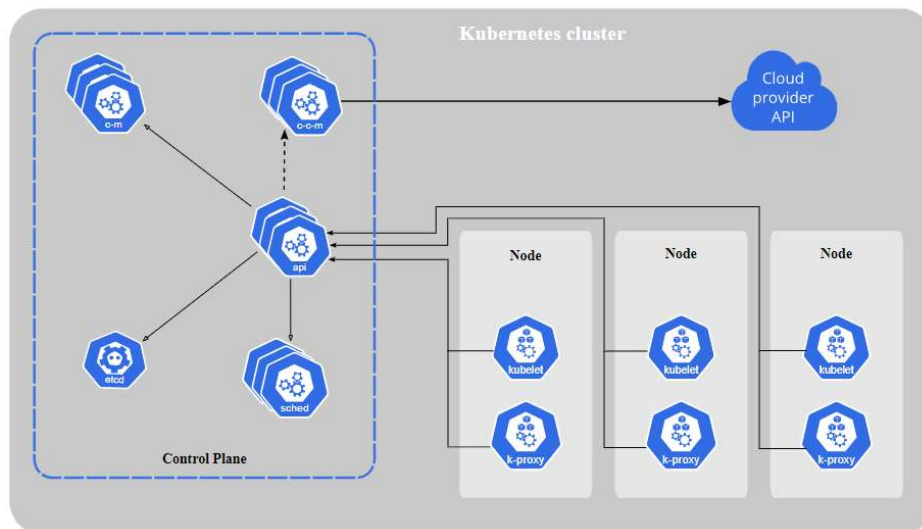 Kubernetes cluster
c-m
c-c-m
Cloud
provider
API
api
Node
Node
Node
etcd
sched
kubelet
kubelet
kubelet
k-proxy
k-proxy
k-proxy
Control Plane